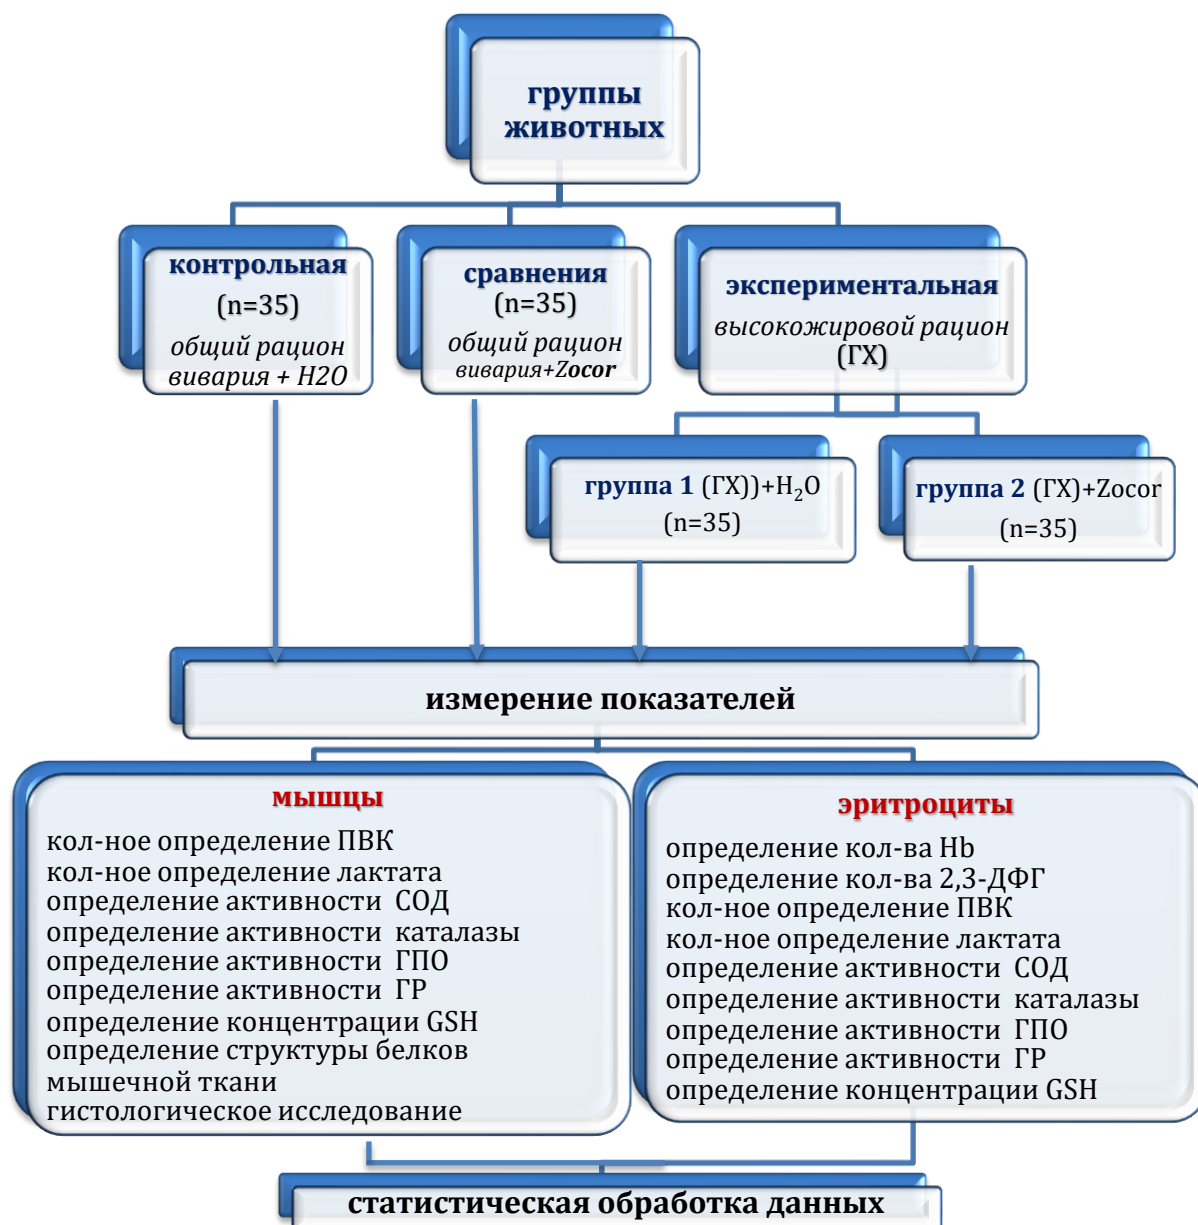 группы
животных
контрольная
(n=35)
общий рацион
вивария + H2O
сравнения
(n=35)
общий рацион
вивария+Zocor
экспериментальная
высокожировой рацион
(ГХ)
группа 1 (ГХ))+H₂O
(n=35)
группа 2 (ГХ)+Zocor
(n=35)
измерение показателей
мышцы
кол-ное определение ПВК
кол-ное определение лактата
определение активности СОД
определение активности каталазы
определение активности ГПО
определение активности ГР
определение концентрации GSH
определение структуры белков
мышечной ткани
гистологическое исследование
эритроциты
определение кол-ва Hb
определение кол-ва 2,3-ДФГ
кол-ное определение ПВК
кол-ное определение лактата
определение активности СОД
определение активности каталазы
определение активности ГПО
определение активности ГР
определение концентрации GSH
статистическая обработка данных